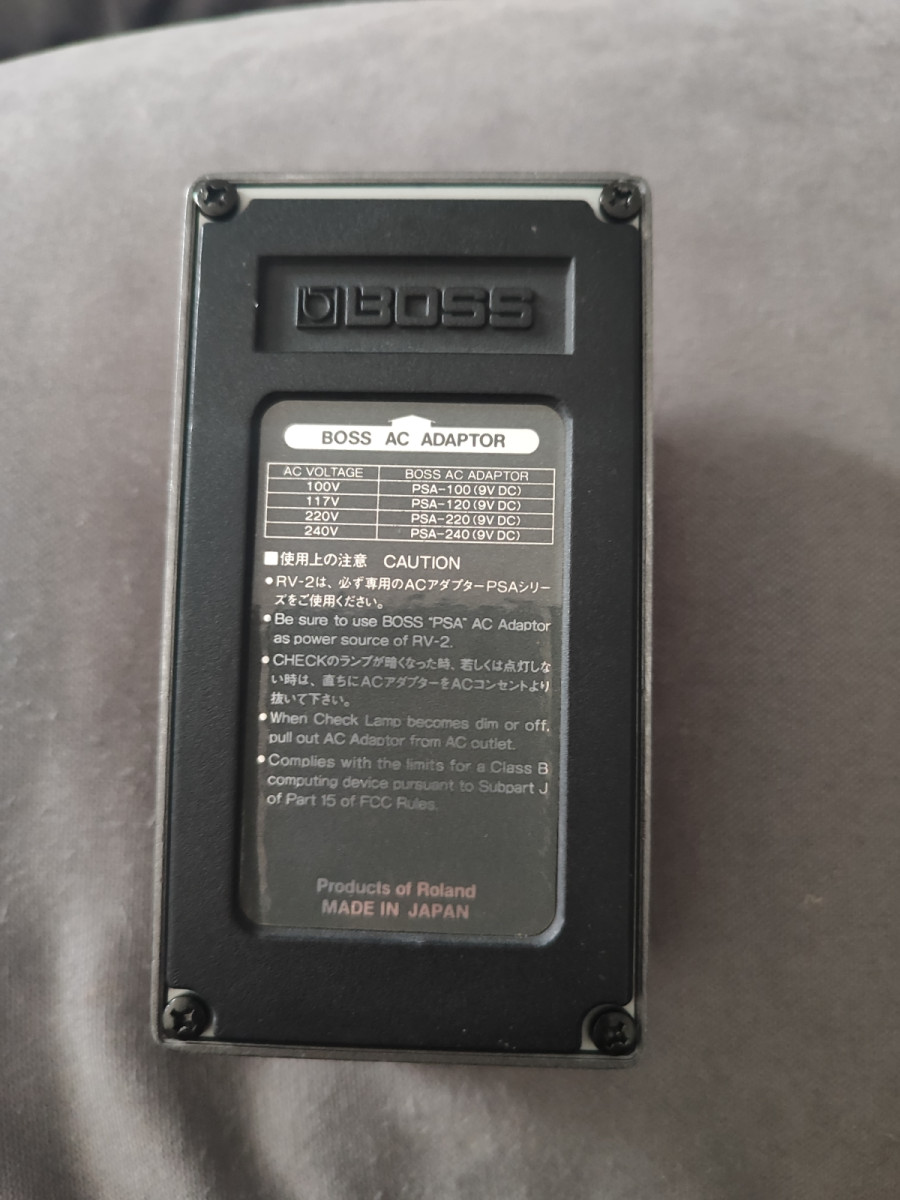 BOSS
BOSS AC ADAPTOR
AC VOLTAGE BOSS AC ADAPTOR
100V PSA-100 (9V DC)
117V PSA-120 (9V DC)
220V PSA-220 (9V DC)
240V PSA-240 (9V DC)
■使用上の注意 CAUTION
●RV-2は、必ず専用のACアダプターPSAシリー
ズをご使用ください。
●Be sure to use BOSS "PSA" AC Adaptor
as power source of RV-2.
●CHECKのランプが暗くなった時、若しくは点灯しな
い時は、直ちにACアダプターをACコンセントより
抜いて下さい。
●When Check Lamp becomes dim or off,
pull out AC Adaptor from AC outlet.
●Complies with the limits for a Class B
computing device pursuant to Subpart J
of Part 15 of FCC Rules.
Products of Roland
MADE IN JAPAN